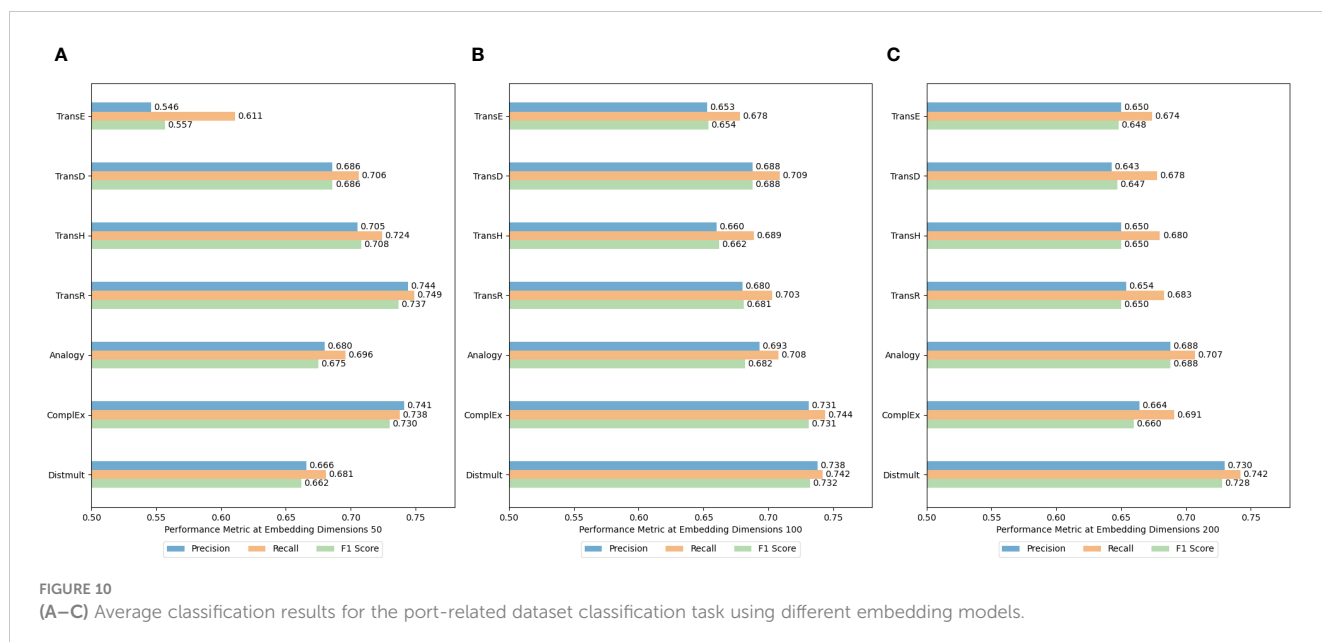 A
TransE
0.546
0.611
0.557
TransD
0.686
0.706
0.686
TransH
0.705
0.724
0.708
TransR
0.744
0.749
0.737
Analogy
0.680
0.696
0.675
ComplEx
0.741
0.738
0.730
Distmult
0.666
0.681
0.662
0.50 0.55 0.60 0.65 0.70 0.75
Performance Metric at Embedding Dimensions 50
Precision Recall F1 Score
B
TransE
0.653
0.678
0.654
TransD
0.688
0.709
0.688
TransH
0.660
0.689
0.662
TransR
0.680
0.703
0.681
Analogy
0.693
0.708
0.682
ComplEx
0.731
0.744
0.731
Distmult
0.738
0.742
0.732
0.50 0.55 0.60 0.65 0.70 0.75
Performance Metric at Embedding Dimensions 100
Precision Recall F1 Score
C
TransE
0.650
0.674
0.648
TransD
0.643
0.678
0.647
TransH
0.650
0.680
0.650
TransR
0.654
0.683
0.650
Analogy
0.688
0.707
0.688
ComplEx
0.664
0.691
0.660
Distmult
0.730
0.742
0.728
0.50 0.55 0.60 0.65 0.70 0.75
Performance Metric at Embedding Dimensions 200
Precision Recall F1 Score
FIGURE 10
(A–C) Average classification results for the port-related dataset classification task using different embedding models.